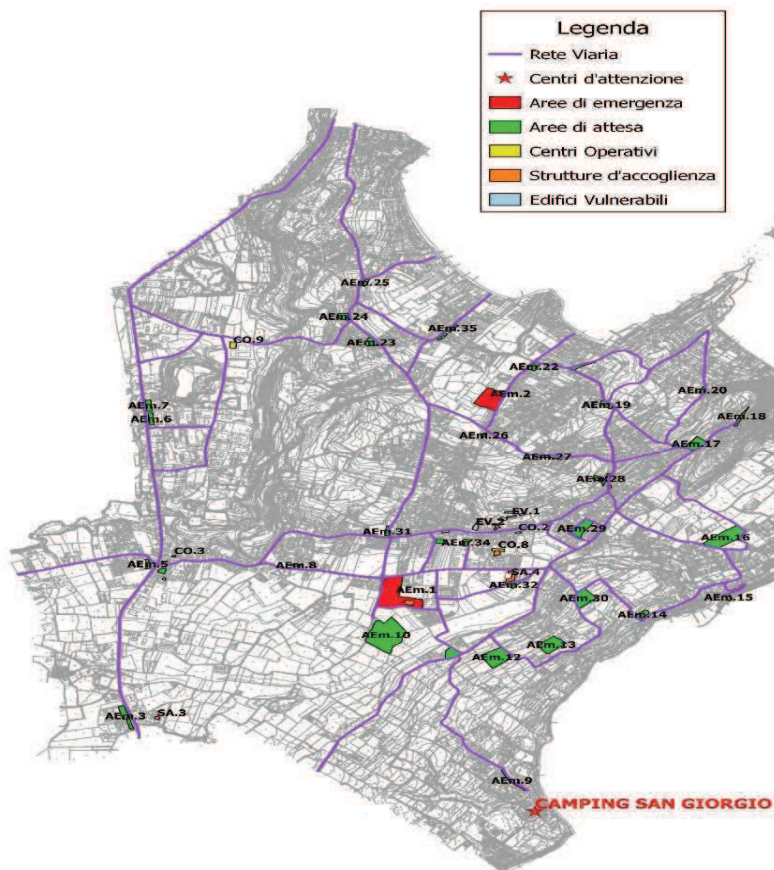 Legenda
Rete Viaria
Centri d'attenzione
Aree di emergenza
Aree di attesa
Centri Operativi
Strutture d'accoglienza
Edifici Vulnerabili
AEm.25
AEm.24
AEm.35
CO.9
AEm.23
AEm.22
AEm.2
AEm.20
AEm.7
AEm.19
AEm.6
AEm.18
AEm.26
AEm.17
AEm.27
AEm.28
EV.1
EV.2
CO.2
AEm.29
AEm.31
AEm.34
AEm.16
CO.8
CO.3
AEm.5
AEm.8
SA.4
AEm.32
AEm.1
AEm.30
AEm.15
AEm.14
AEm.10
AEm.13
AEm.12
AEm.3
SA.3
AEm.9
CAMPING SAN GIORGIO